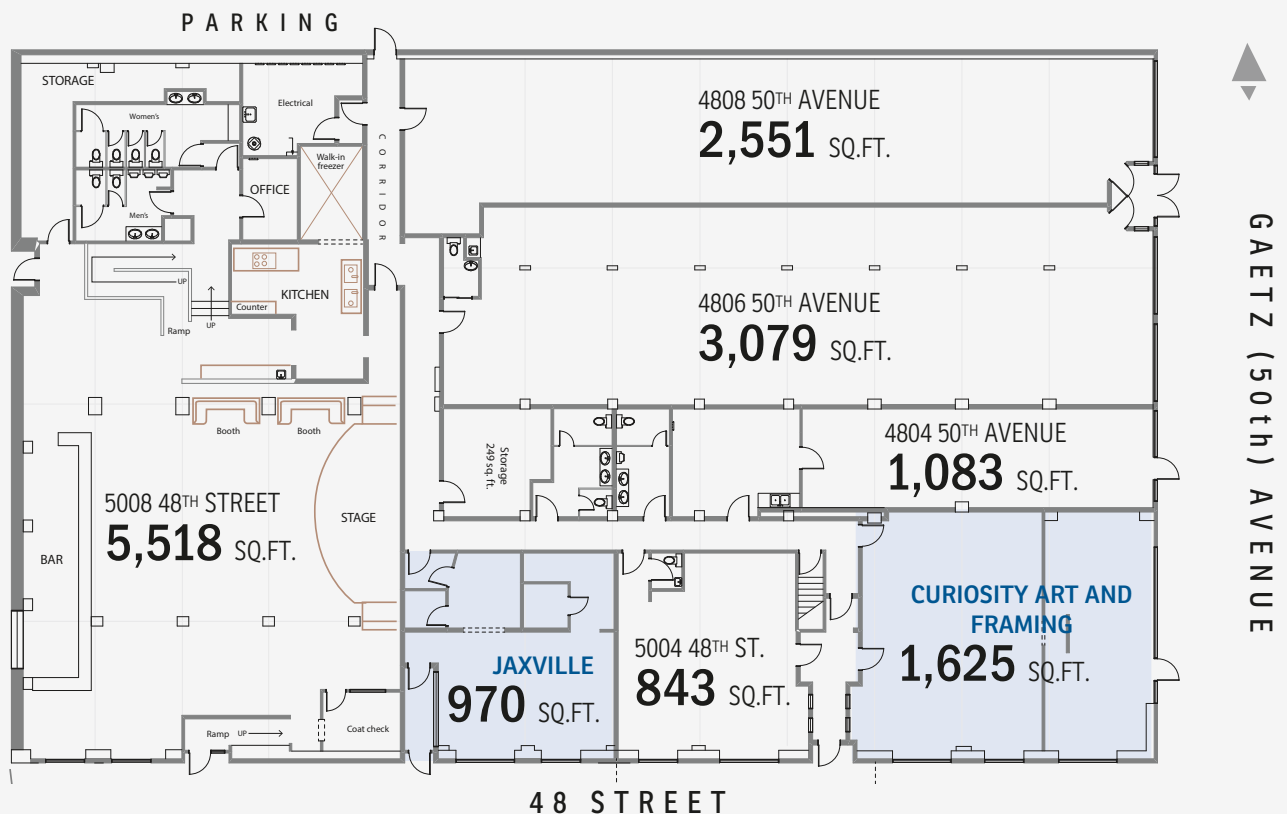 PARKING
STORAGE
Women's
Electrical
CORRIDOR
4808 50TH AVENUE
2,551 SQ.FT.
Walk-in
freezer
OFFICE
Men's
UP
KITCHEN
Counter
UP
Ramp
4806 50TH AVENUE
3,079 SQ.FT.
GAETZ (50th) AVENUE
Booth
Booth
Storage
249 sq. ft.
4804 50TH AVENUE
1,083 SQ.FT.
5008 48TH STREET
5,518 SQ.FT.
STAGE
BAR
CURIOSITY ART AND
FRAMING
1,625 SQ.FT.
JAXVILLE
970 SQ.FT.
5004 48TH ST.
843 SQ.FT.
Ramp UP
Coat check
48 STREET